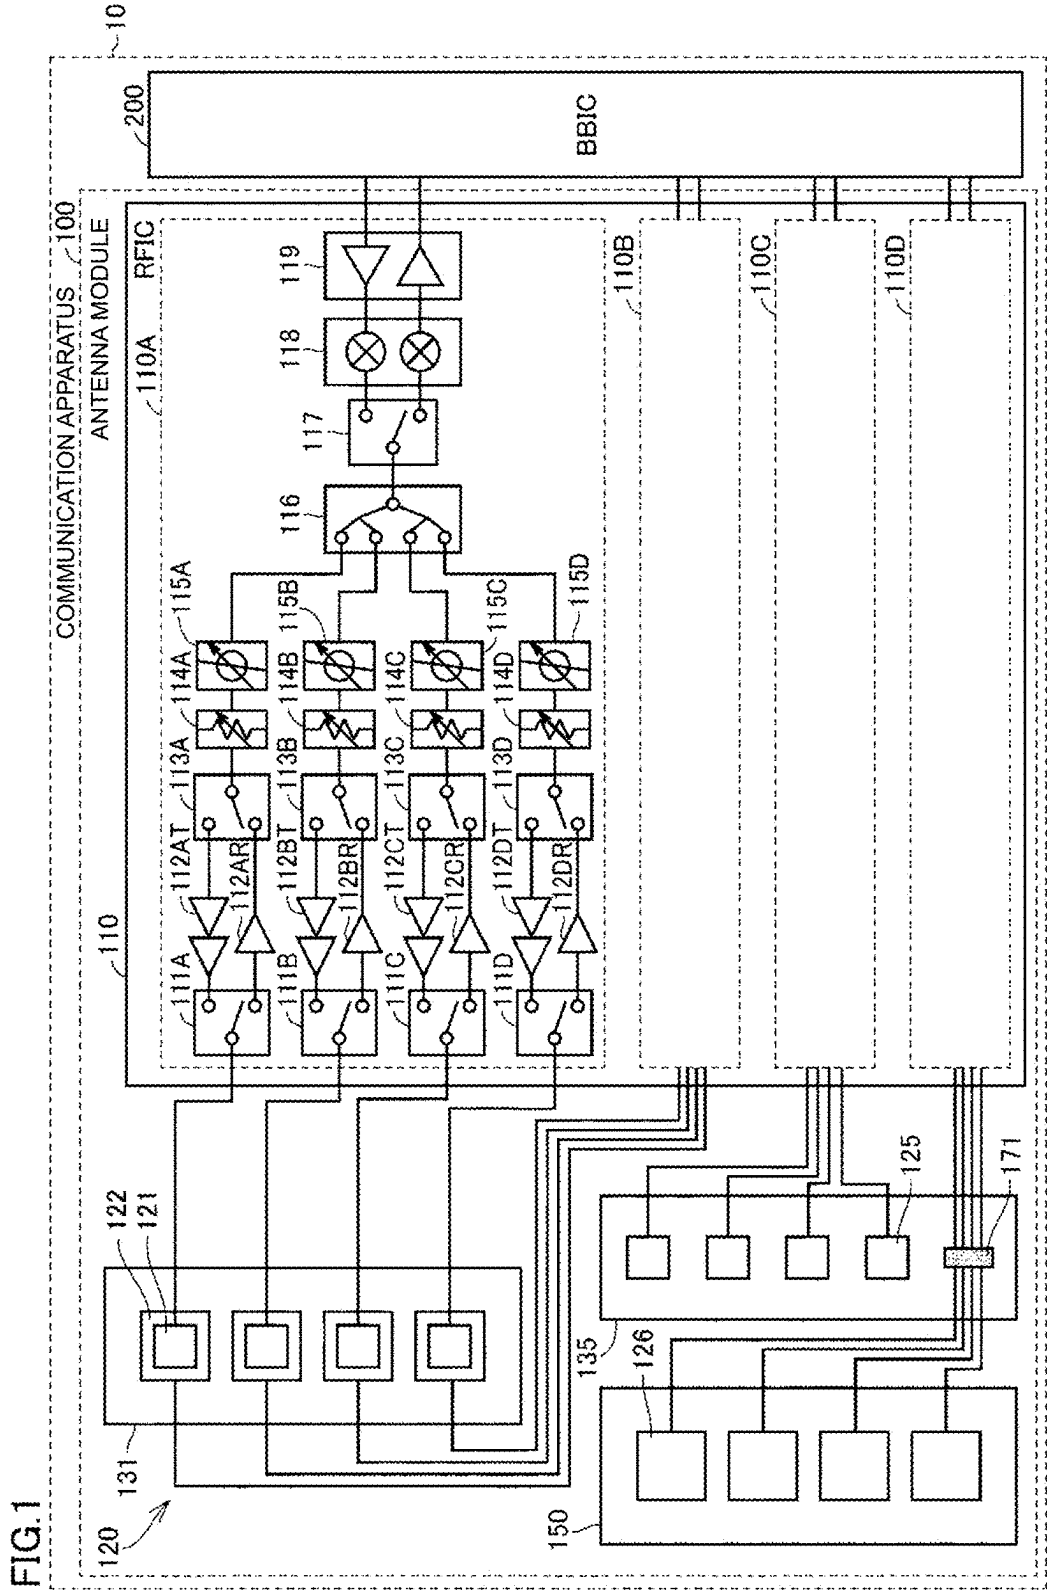 FIG.1
10
COMMUNICATION APPARATUS
100
ANTENNA MODULE
200
BBIC
110
RFIC
110A
120
131
122
121
111A
112AT
112AR
113A
114A
115A
111B
112BT
112BR
113B
114B
115B
111C
112CT
112CR
113C
114C
115C
111D
112DT
112DR
113D
114D
115D
116
117
118
119
110B
110C
110D
135
125
171
150
126